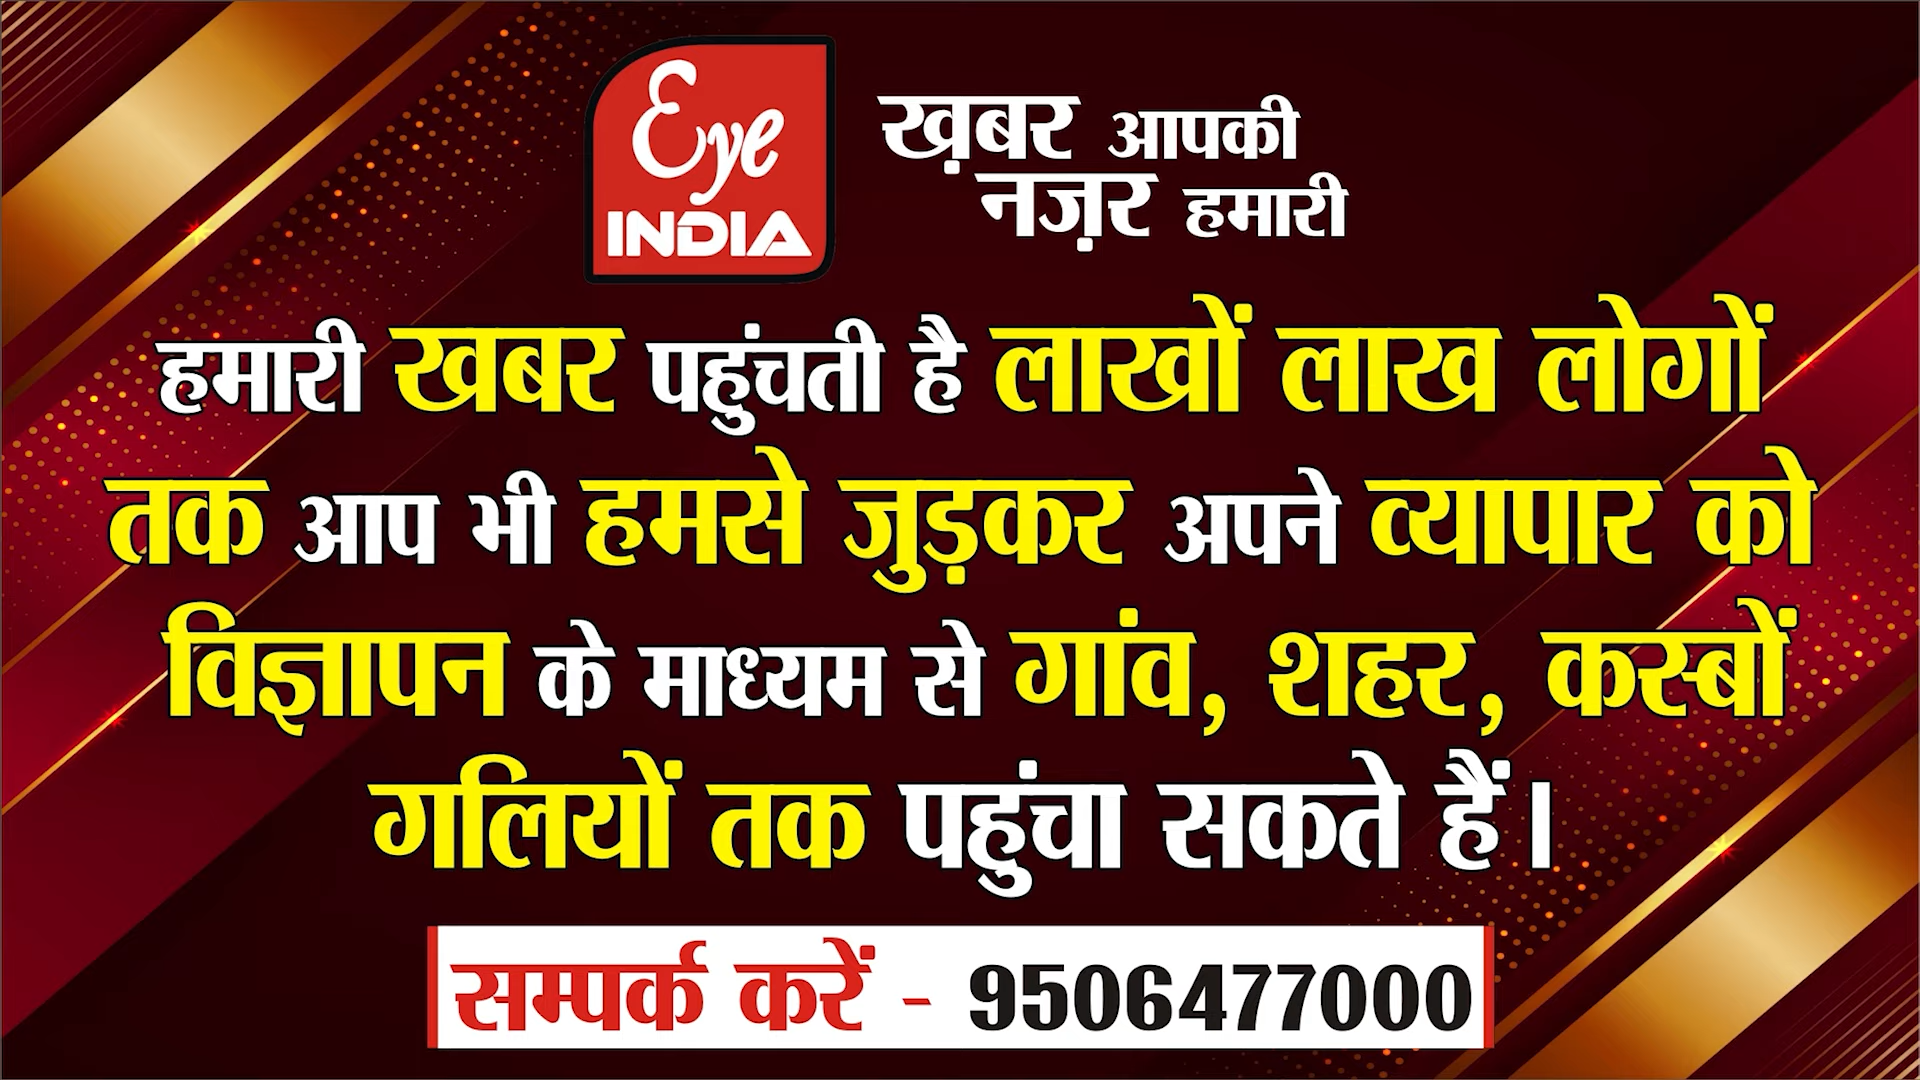 Eye
INDIA
ख़बर आपकी
नज़र हमारी
हमारी खबर पहुंचती है लाखों लाख लोगों
तक आप भी हमसे जुड़कर अपने व्यापार को
विज्ञापन के माध्यम से गांव, शहर, कस्बों
गलियों तक पहुंचा सकते हैं।
सम्पर्क करें - 9506477000